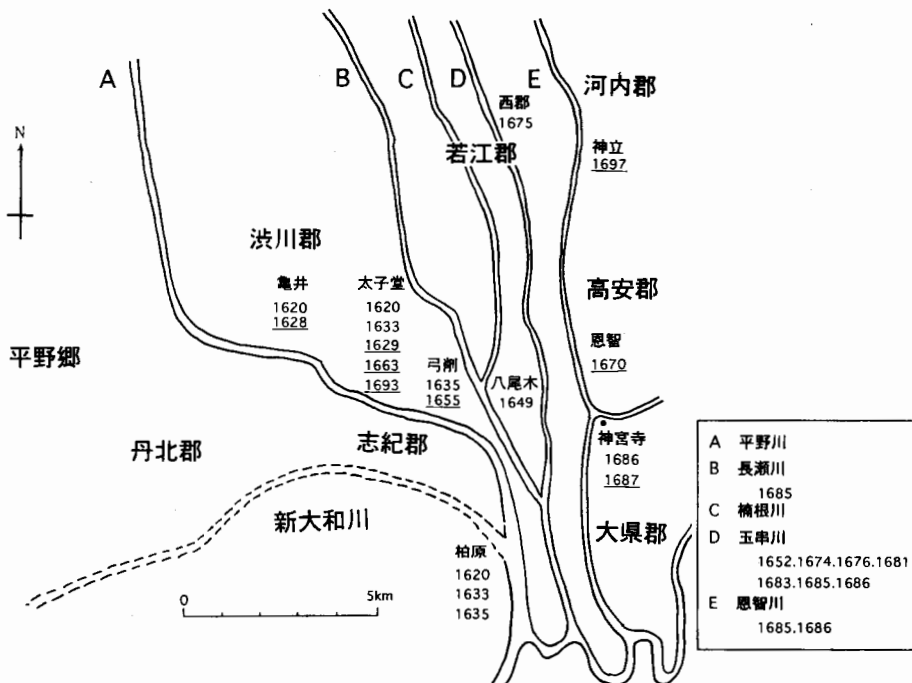 A
B
C
D
E
河内郡
西郡
1675
若江郡
神立
1697
N
渋川郡
亀井
1620
1628
太子堂
1620
1633
1629
1663
1693
高安郡
恩智
1670
平野郷
弓削
1635
1655
八尾木
1649
神宮寺
1686
1687
丹北郡
志紀郡
新大和川
大県郡
柏原
1620
1633
1635
0
5km
A 平野川
B 長瀬川
1685
C 楠根川
D 玉串川
1652.1674.1676.1681
1683.1685.1686
E 恩智川
1685.1686